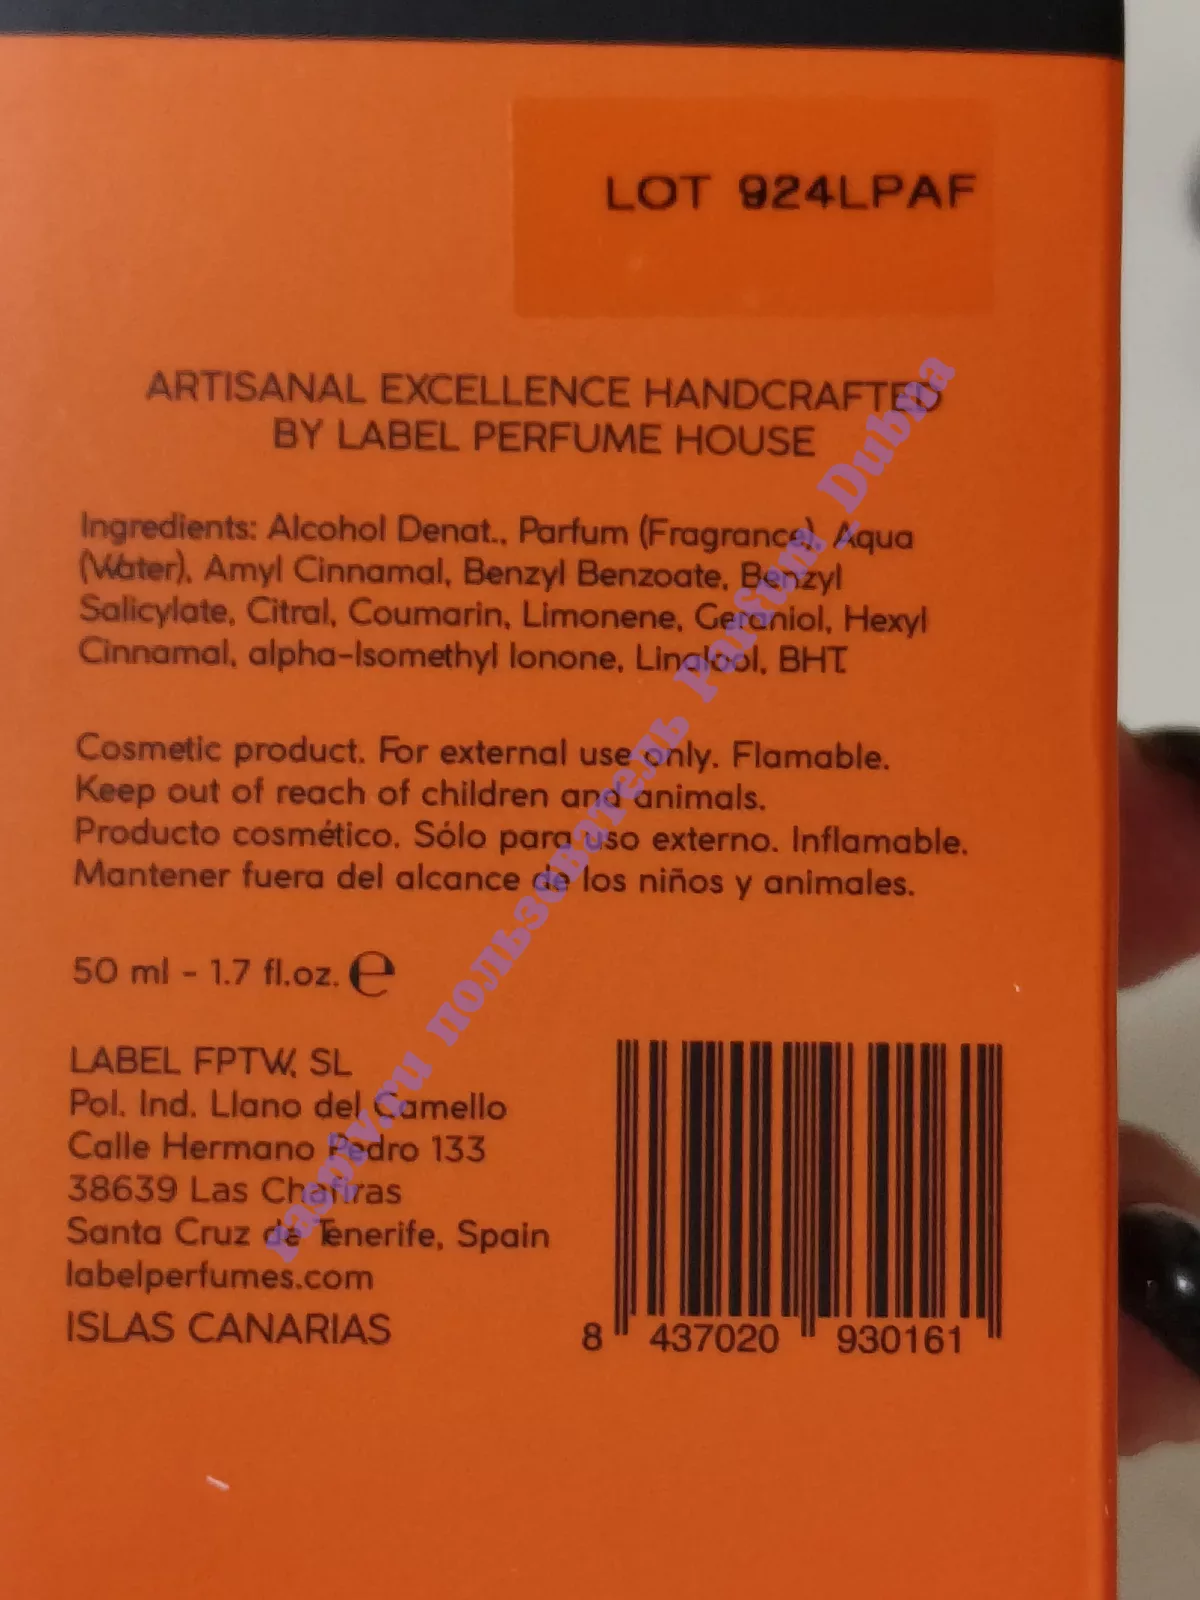 LOT 924LPAF
ARTISANAL EXCELLENCE HANDCRAFTED
BY LABEL PERFUME HOUSE
Ingredients: Alcohol Denat., Parfum (Fragrance), Aqua
(Water), Amyl Cinnamal, Benzyl Benzoate, Benzyl
Salicylate, Citral, Coumarin, Limonene, Geraniol, Hexyl
Cinnamal, alpha-Isomethyl Ionone, Linalool, BHT.
Cosmetic product. For external use only. Flamable.
Keep out of reach of children and animals.
Producto cosmético. Sólo para uso externo. Inflamable.
Mantener fuera del alcance de los niños y animales.
50 ml - 1.7 fl.oz. e
LABEL FPTW, SL
Pol. Ind. Llano del Camello
Calle Hermano Pedro 133
38639 Las Chafiras
Santa Cruz de Tenerife, Spain
labelperfumes.com
ISLAS CANARIAS
8 437020 930161
raspiv.ru пользователь Parfum_Dubna